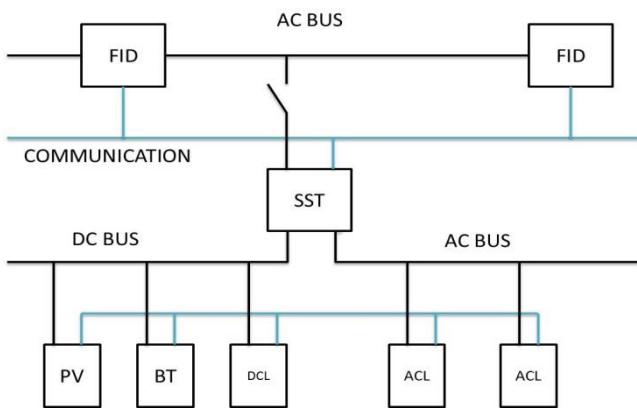 AC BUS
FID
FID
COMMUNICATION
SST
DC BUS
AC BUS
PV
BT
DCL
ACL
ACL